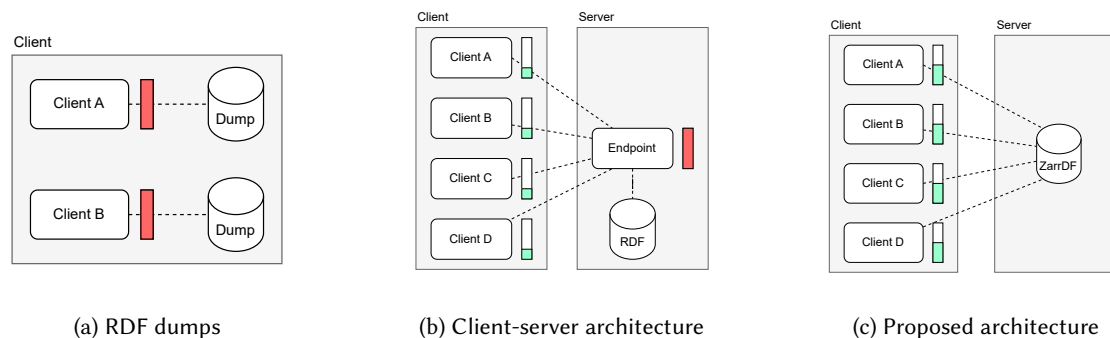 Client
Client A
Dump
Client B
Dump
(a) RDF dumps
Client
Server
Client A
Client B
Endpoint
Client C
Client D
RDF
(b) Client-server architecture
Client
Server
Client A
Client B
ZarrDF
Client C
Client D
(c) Proposed architecture